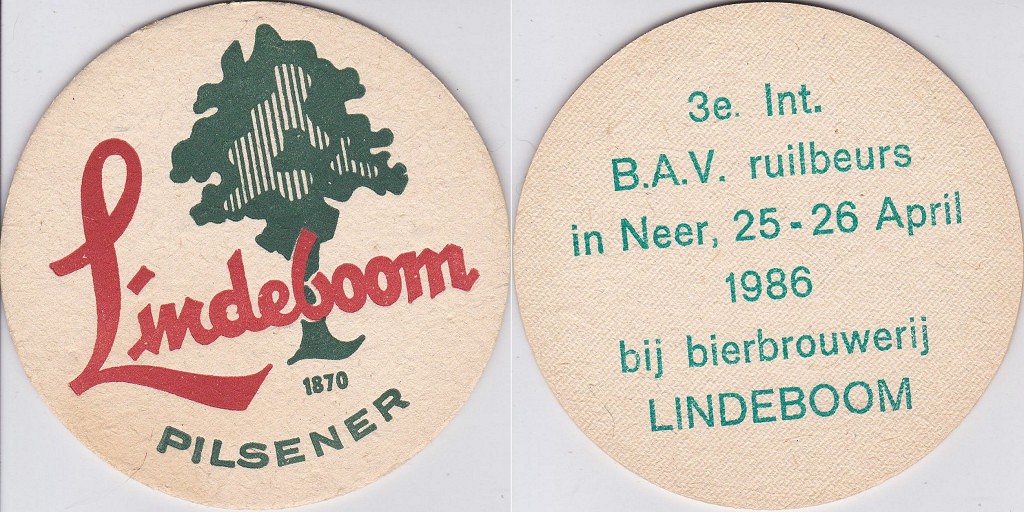 Lindeboom
1870
PILSENER
3e. Int.
B.A.V. ruilbeurs
in Neer, 25-26 April
1986
bij bierbrouwerij
LINDEBOOM